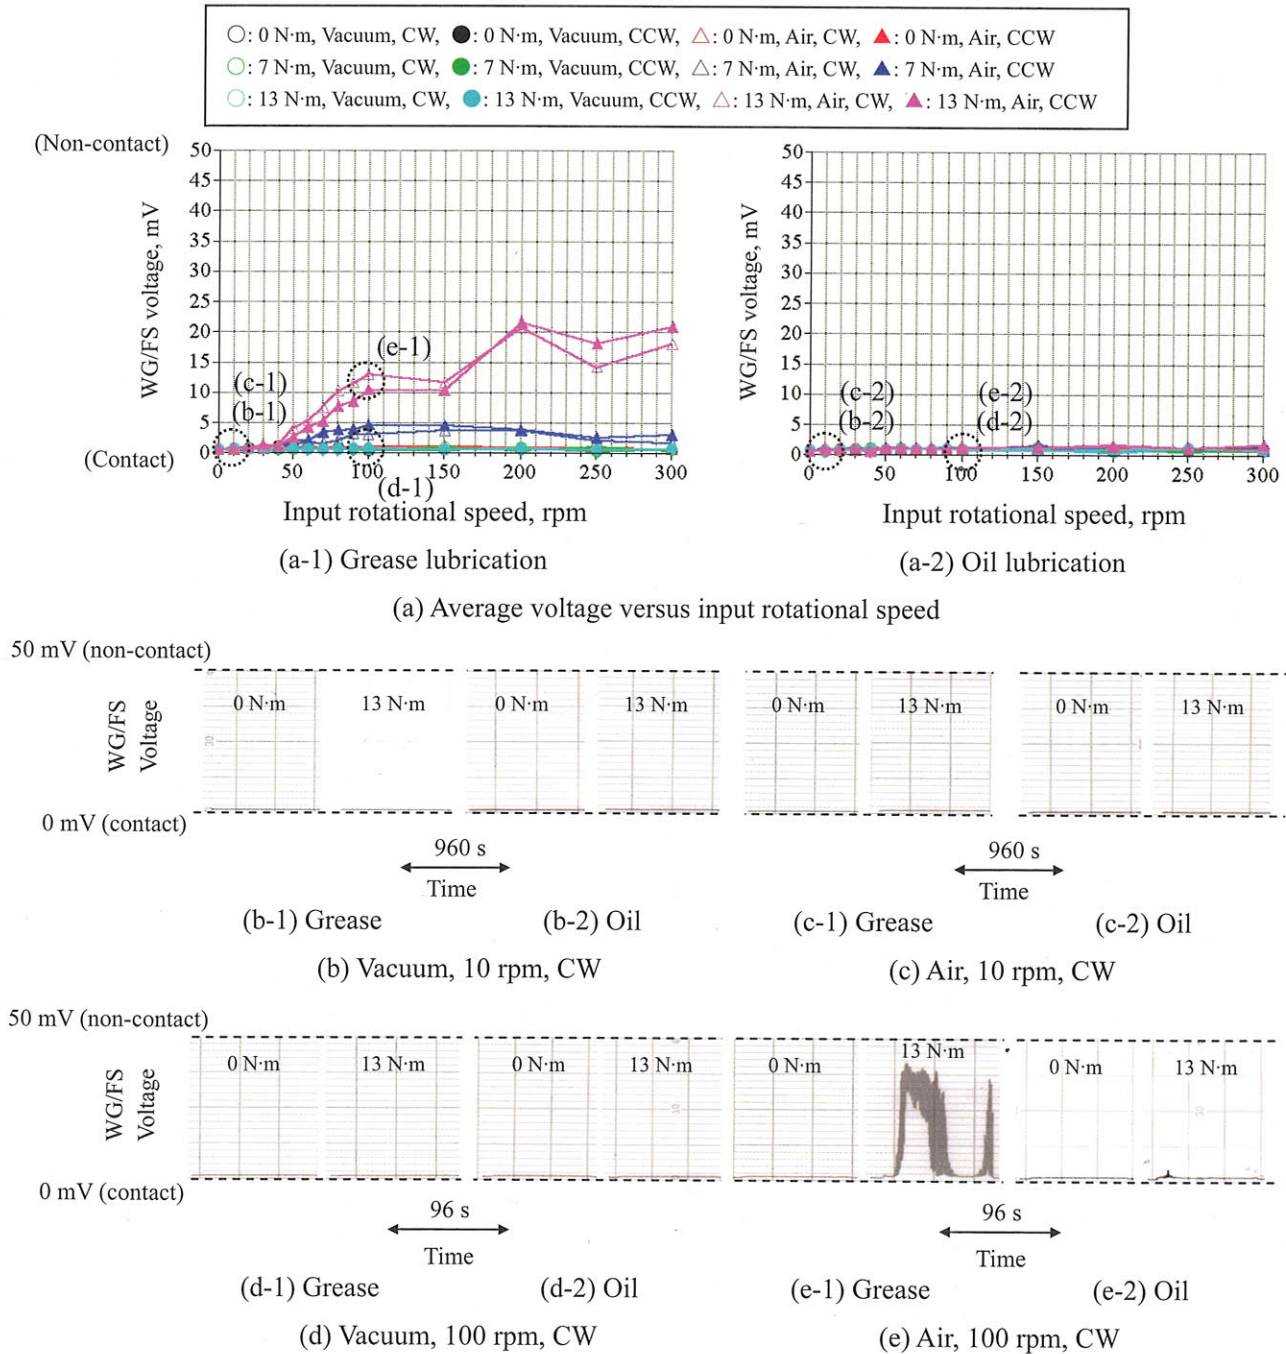 ○: 0 N·m, Vacuum, CW, ●: 0 N·m, Vacuum, CCW, △: 0 N·m, Air, CW, ▲: 0 N·m, Air, CCW
○: 7 N·m, Vacuum, CW, ●: 7 N·m, Vacuum, CCW, △: 7 N·m, Air, CW, ▲: 7 N·m, Air, CCW
○: 13 N·m, Vacuum, CW, ●: 13 N·m, Vacuum, CCW, △: 13 N·m, Air, CW, ▲: 13 N·m, Air, CCW
(Non-contact)
50
45
40
35
30
25
20
15
10
5
0
(Contact)
WG/FS voltage, mV
(c-1)
(b-1)
(e-1)
(d-1)
0 50 100 150 200 250 300
Input rotational speed, rpm
(a-1) Grease lubrication
50
45
40
35
30
25
20
15
10
5
0
WG/FS voltage, mV
(c-2)
(b-2)
(e-2)
(d-2)
0 50 100 150 200 250 300
Input rotational speed, rpm
(a-2) Oil lubrication
(a) Average voltage versus input rotational speed
50 mV (non-contact)
WG/FS
Voltage
0 mV (contact)
0 N·m 13 N·m 0 N·m 13 N·m 0 N·m 13 N·m 0 N·m 13 N·m
960 s 960 s
Time Time
(b-1) Grease (b-2) Oil (c-1) Grease (c-2) Oil
(b) Vacuum, 10 rpm, CW (c) Air, 10 rpm, CW
50 mV (non-contact)
WG/FS
Voltage
0 mV (contact)
0 N·m 13 N·m 0 N·m 13 N·m 0 N·m 13 N·m 0 N·m 13 N·m
96 s 96 s
Time Time
(d-1) Grease (d-2) Oil (e-1) Grease (e-2) Oil
(d) Vacuum, 100 rpm, CW (e) Air, 100 rpm, CW